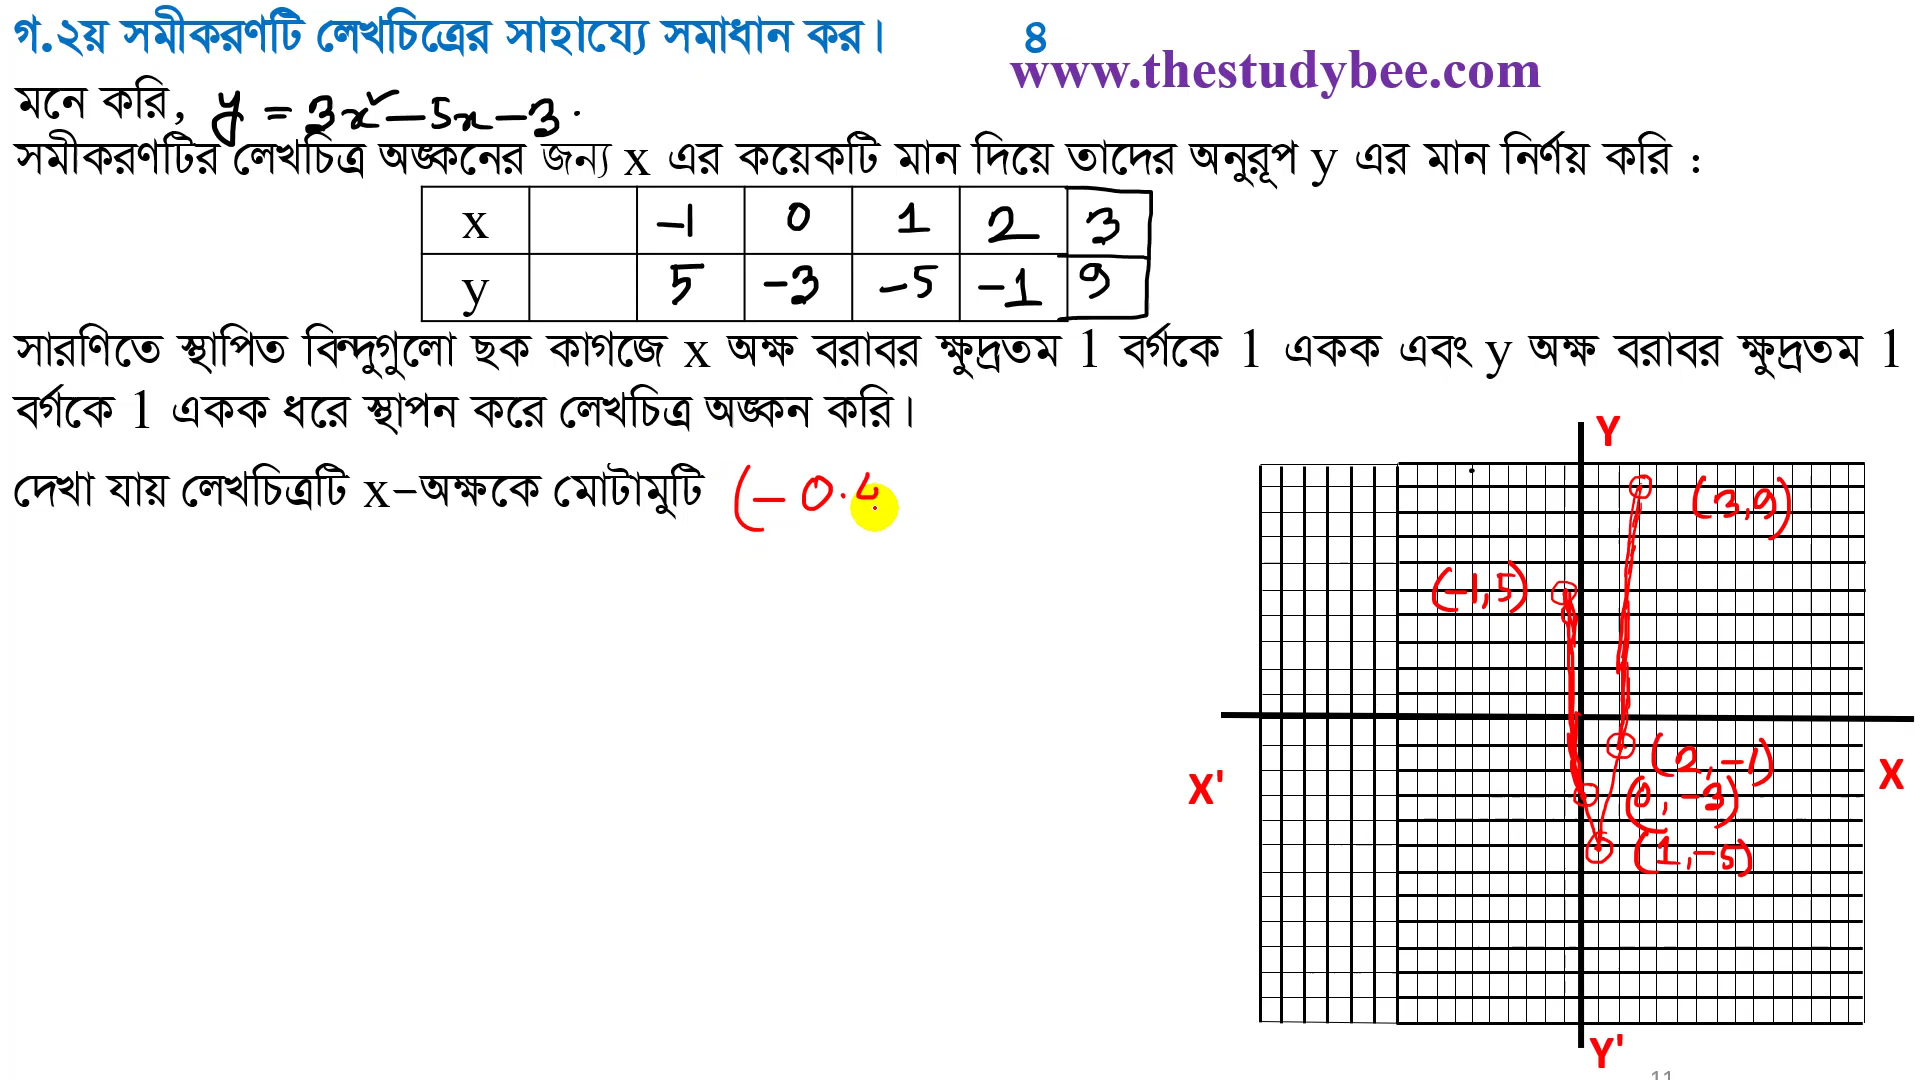 গ.২য় সমীকরণটি লেখচিত্রের সাহায্যে সমাধান কর।
৪
www.thestudybee.com
মনে করি, y = 3x² – 5x – 3 .
সমীকরণটির লেখচিত্র অঙ্কনের জন্য x এর কয়েকটি মান দিয়ে তাদের অনুরূপ y এর মান নির্ণয় করি :
x -1 0 1 2 3
y 5 -3 -5 -1 9
সারণিতে স্থাপিত বিন্দুগুলো ছক কাগজে x অক্ষ বরাবর ক্ষুদ্রতম 1 বর্গকে 1 একক এবং y অক্ষ বরাবর ক্ষুদ্রতম 1
বর্গকে 1 একক ধরে স্থাপন করে লেখচিত্র অঙ্কন করি।
দেখা যায় লেখচিত্রটি x–অক্ষকে মোটামুটি (– 0.4
Y
(3,9)
(-1,5)
(2,-1)
X'
X
(0,-3)
(1,-5)
Y'
11